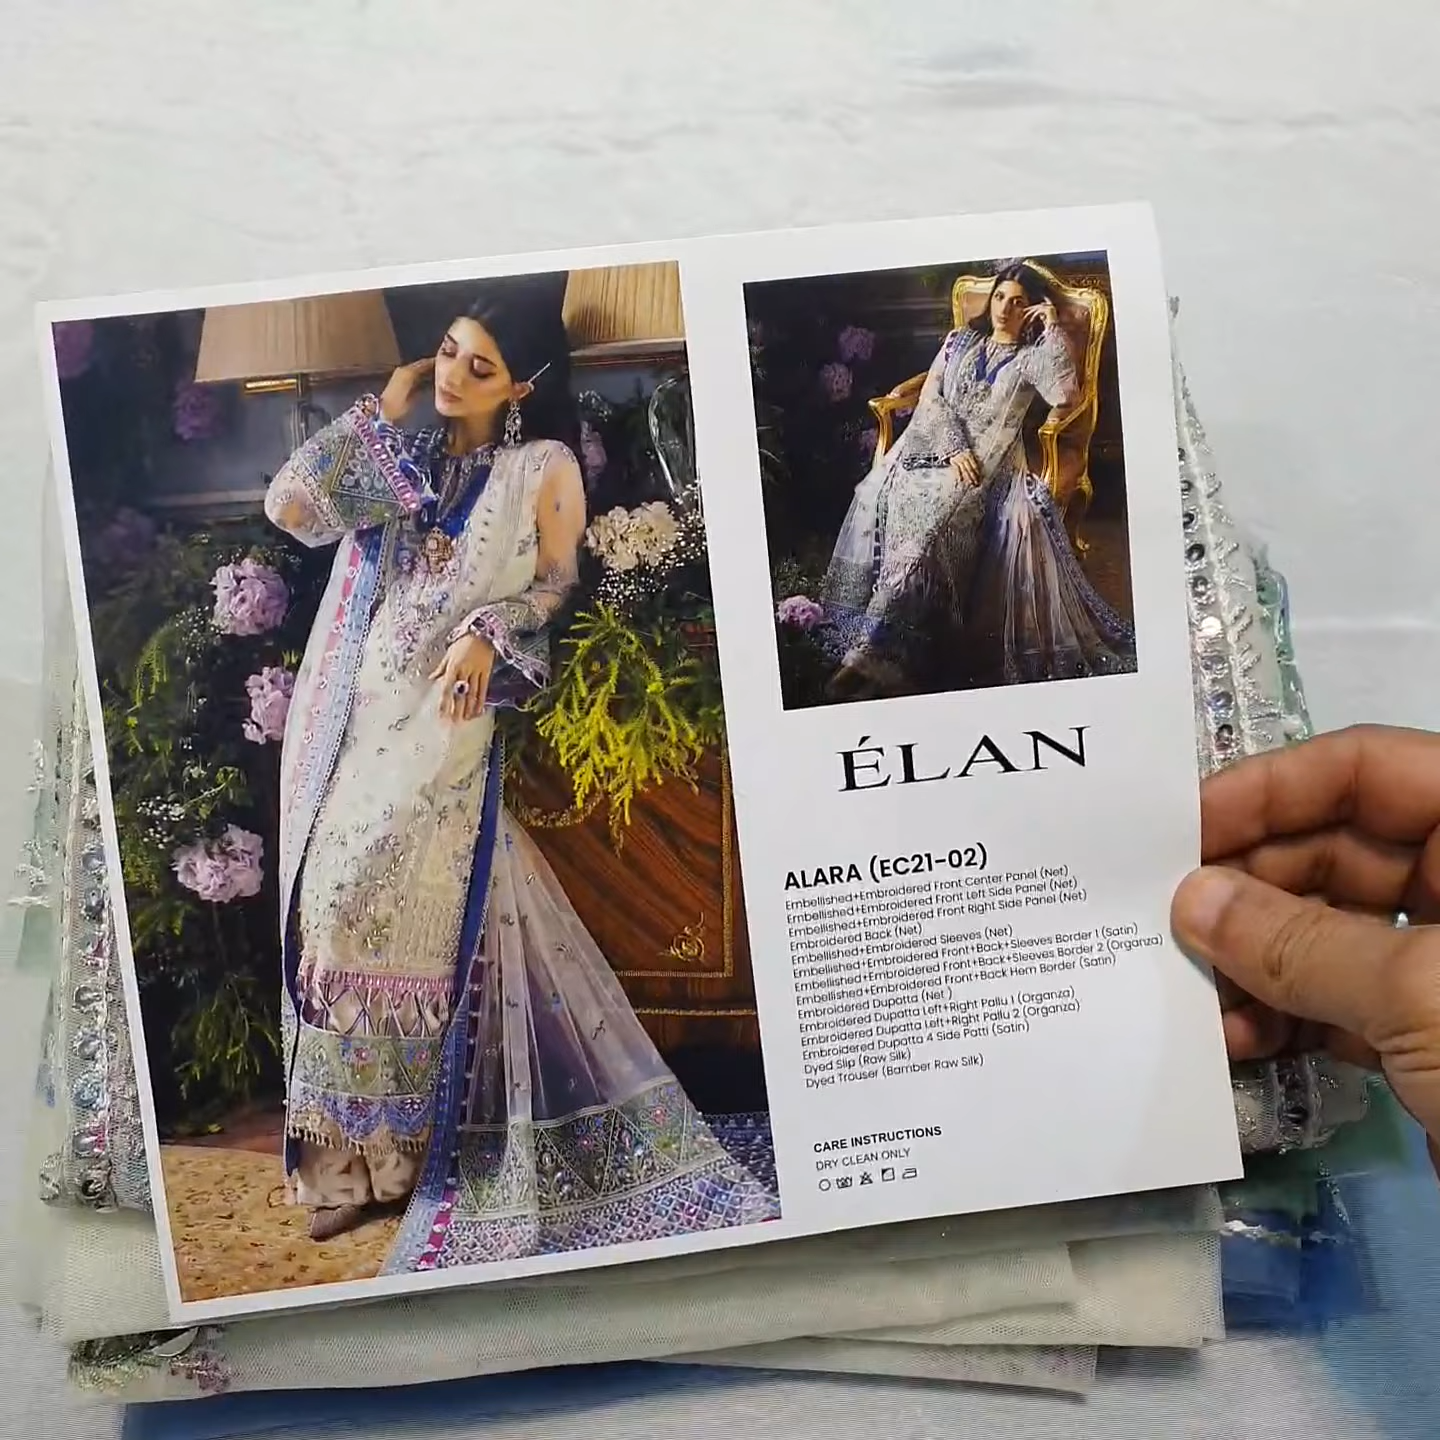 ÉLAN
ALARA (EC21-02)
Embellished+Embroidered Front Center Panel (Net)
Embellished+Embroidered Front Left Side Panel (Net)
Embellished+Embroidered Front Right Side Panel (Net)
Embroidered Back (Net)
Embellished+Embroidered Sleeves (Net)
Embellished+Embroidered Front+Back+Sleeves Border 1 (Satin)
Embellished+Embroidered Front+Back+Sleeves Border 2 (Organza)
Embellished+Embroidered Front+Back Hem Border (Satin)
Embroidered Dupatta (Net )
Embroidered Dupatta Left+Right Pallu 1 (Organza)
Embroidered Dupatta Left+Right Pallu 2 (Organza)
Embroidered Dupatta 4 Side Patti (Satin)
Dyed Slip (Raw Silk)
Dyed Trouser (Bamber Raw Silk)
CARE INSTRUCTIONS
DRY CLEAN ONLY